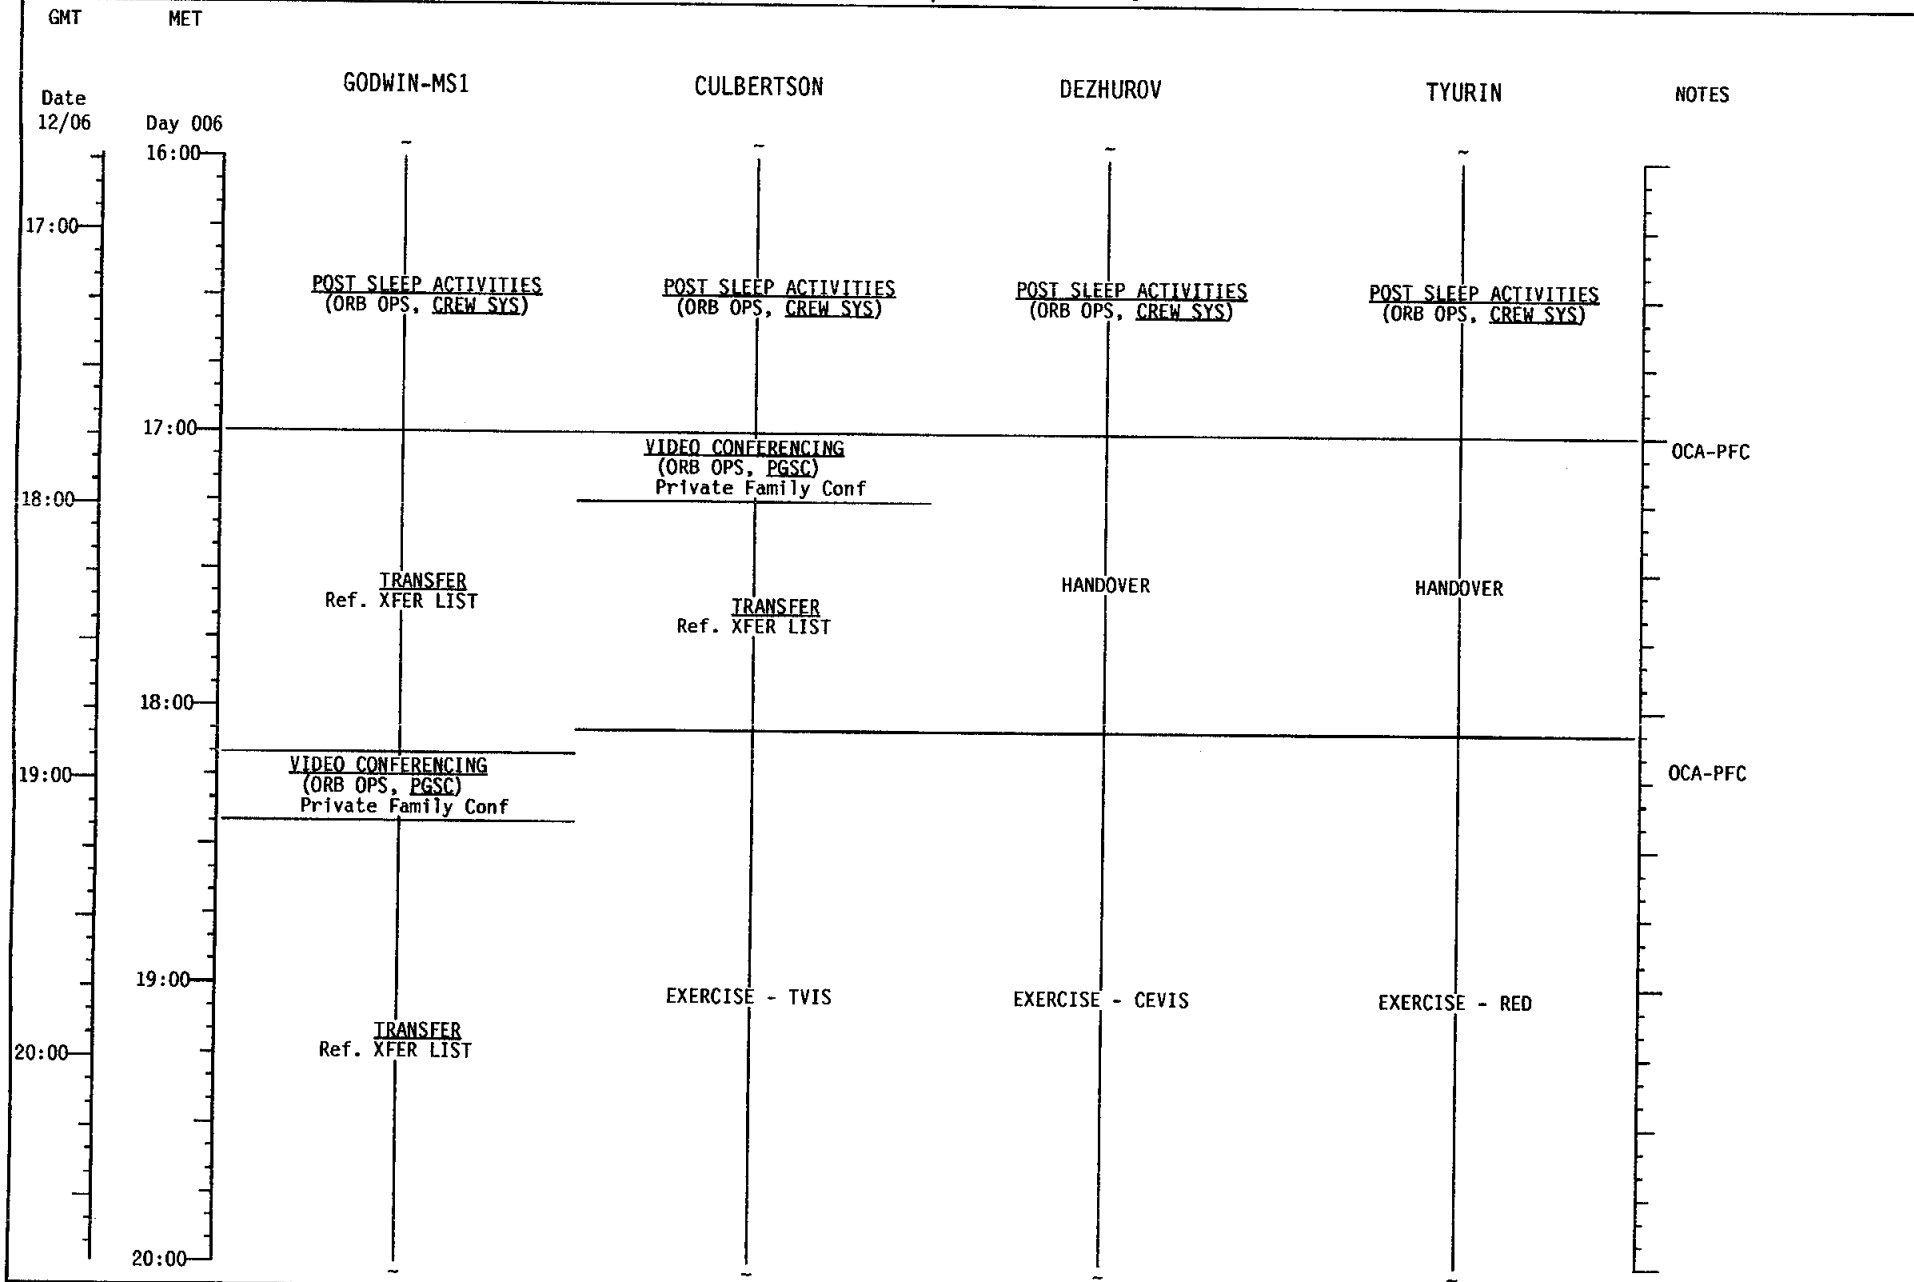 GMT MET
GODWIN-MS1 CULBERTSON DEZHUROV TYURIN NOTES
Date
12/06 Day 006
~ ~ ~ ~
16:00
17:00
POST SLEEP ACTIVITIES POST SLEEP ACTIVITIES POST SLEEP ACTIVITIES POST SLEEP ACTIVITIES
(ORB OPS, CREW SYS) (ORB OPS, CREW SYS) (ORB OPS, CREW SYS) (ORB OPS, CREW SYS)
17:00
VIDEO CONFERENCING OCA-PFC
(ORB OPS, PGSC)
Private Family Conf
18:00
TRANSFER HANDOVER HANDOVER
Ref. XFER LIST
TRANSFER
Ref. XFER LIST
18:00
VIDEO CONFERENCING
19:00 OCA-PFC
(ORB OPS, PGSC)
Private Family Conf
19:00
EXERCISE - TVIS EXERCISE - CEVIS EXERCISE - RED
TRANSFER
20:00 Ref. XFER LIST
20:00
~ ~ ~ ~